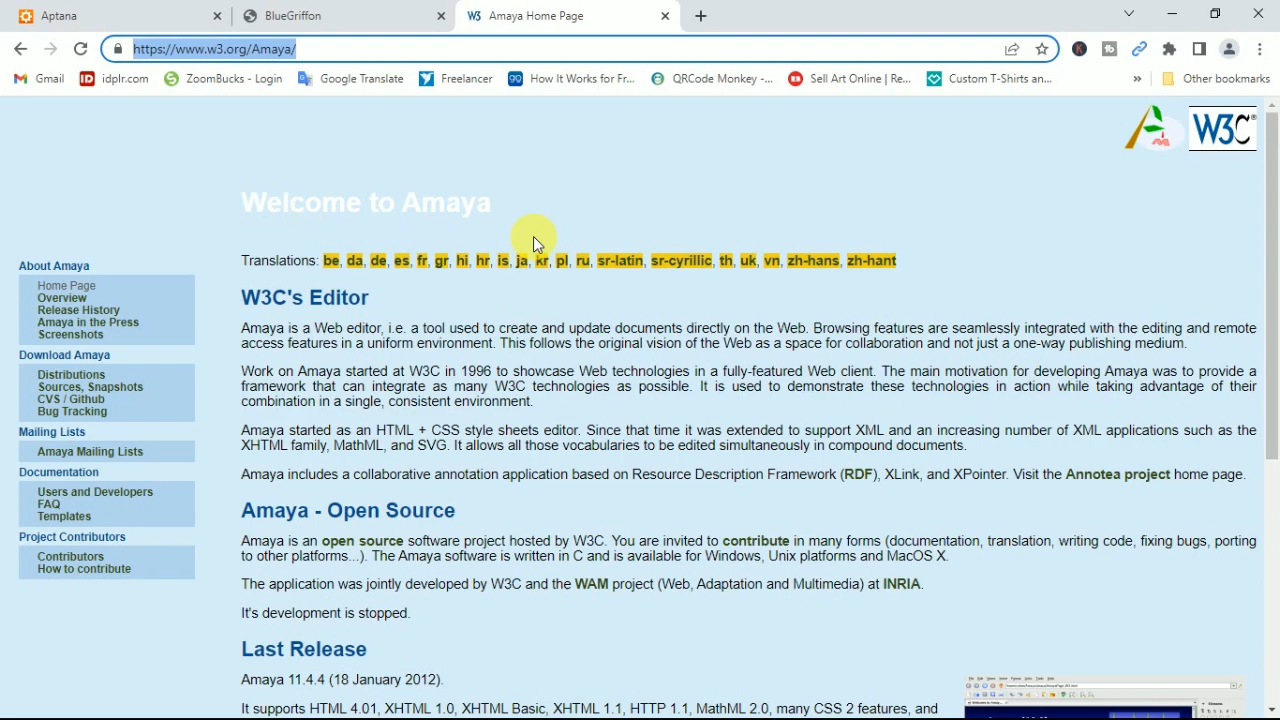 Aptana
BlueGriffon
W3 Amaya Home Page
https://www.w3.org/Amaya/
K
Gmail
ID idplr.com
ZoomBucks - Login
Google Translate
Freelancer
How It Works for Fr...
QRCode Monkey -...
Sell Art Online | Re...
Custom T-Shirts an...
»
Other bookmarks
W3C®
Welcome to Amaya
Translations: be, da, de, es, fr, gr, hi, hr, is, ja, kr, pl, ru, sr-latin, sr-cyrillic, th, uk, vn, zh-hans, zh-hant
About Amaya
Home Page
Overview
Release History
Amaya in the Press
Screenshots
Download Amaya
Distributions
Sources, Snapshots
CVS / Github
Bug Tracking
Mailing Lists
Amaya Mailing Lists
Documentation
Users and Developers
FAQ
Templates
Project Contributors
Contributors
How to contribute
W3C's Editor
Amaya is a Web editor, i.e. a tool used to create and update documents directly on the Web. Browsing features are seamlessly integrated with the editing and remote
access features in a uniform environment. This follows the original vision of the Web as a space for collaboration and not just a one-way publishing medium.
Work on Amaya started at W3C in 1996 to showcase Web technologies in a fully-featured Web client. The main motivation for developing Amaya was to provide a
framework that can integrate as many W3C technologies as possible. It is used to demonstrate these technologies in action while taking advantage of their
combination in a single, consistent environment.
Amaya started as an HTML + CSS style sheets editor. Since that time it was extended to support XML and an increasing number of XML applications such as the
XHTML family, MathML, and SVG. It allows all those vocabularies to be edited simultaneously in compound documents.
Amaya includes a collaborative annotation application based on Resource Description Framework (RDF), XLink, and XPointer. Visit the Annotea project home page.
Amaya - Open Source
Amaya is an open source software project hosted by W3C. You are invited to contribute in many forms (documentation, translation, writing code, fixing bugs, porting
to other platforms...). The Amaya software is written in C and is available for Windows, Unix platforms and MacOS X.
The application was jointly developed by W3C and the WAM project (Web, Adaptation and Multimedia) at INRIA.
It's development is stopped.
Last Release
Amaya 11.4.4 (18 January 2012).
It supports HTML 4.01, XHTML 1.0, XHTML Basic, XHTML 1.1, HTTP 1.1, MathML 2.0, many CSS 2 features, and